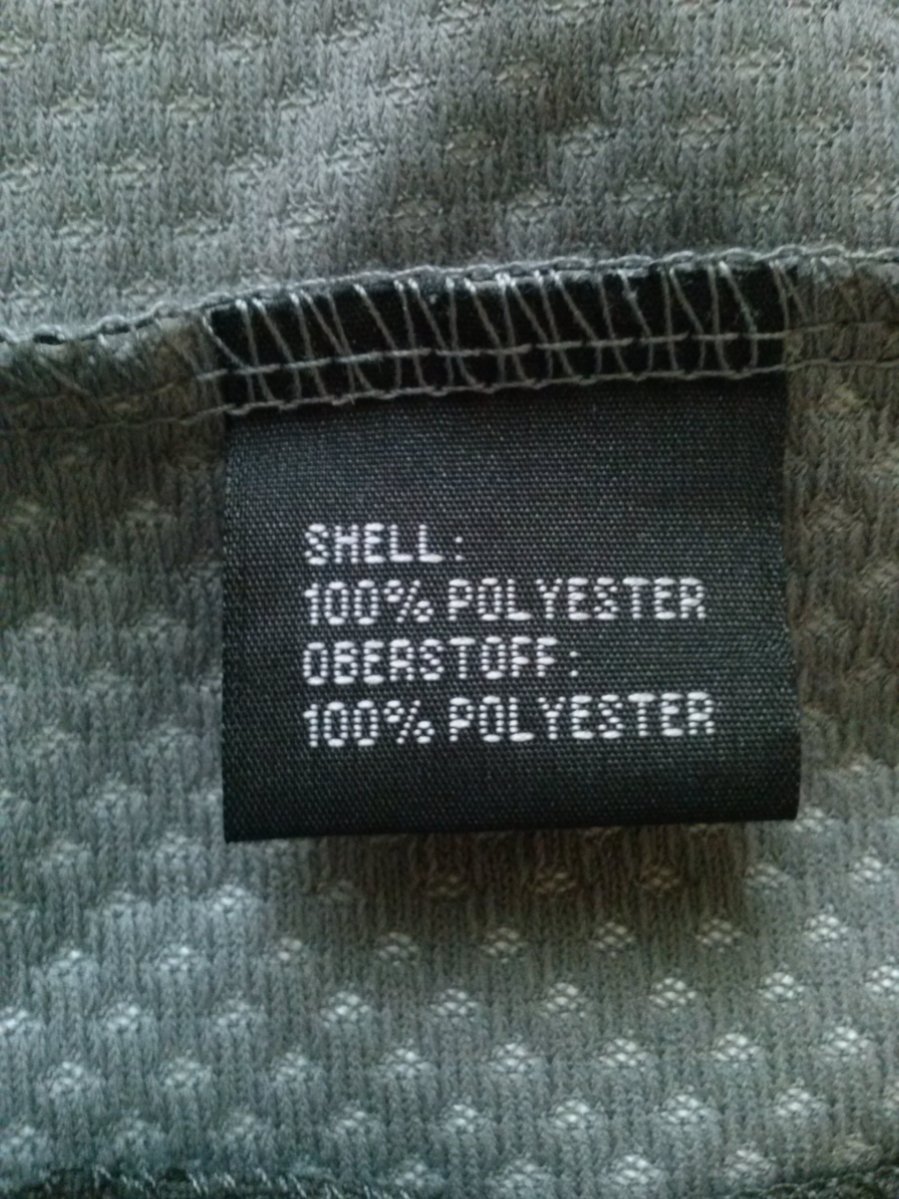 SHELL:
100% POLYESTER
OBERSTOFF:
100% POLYESTER